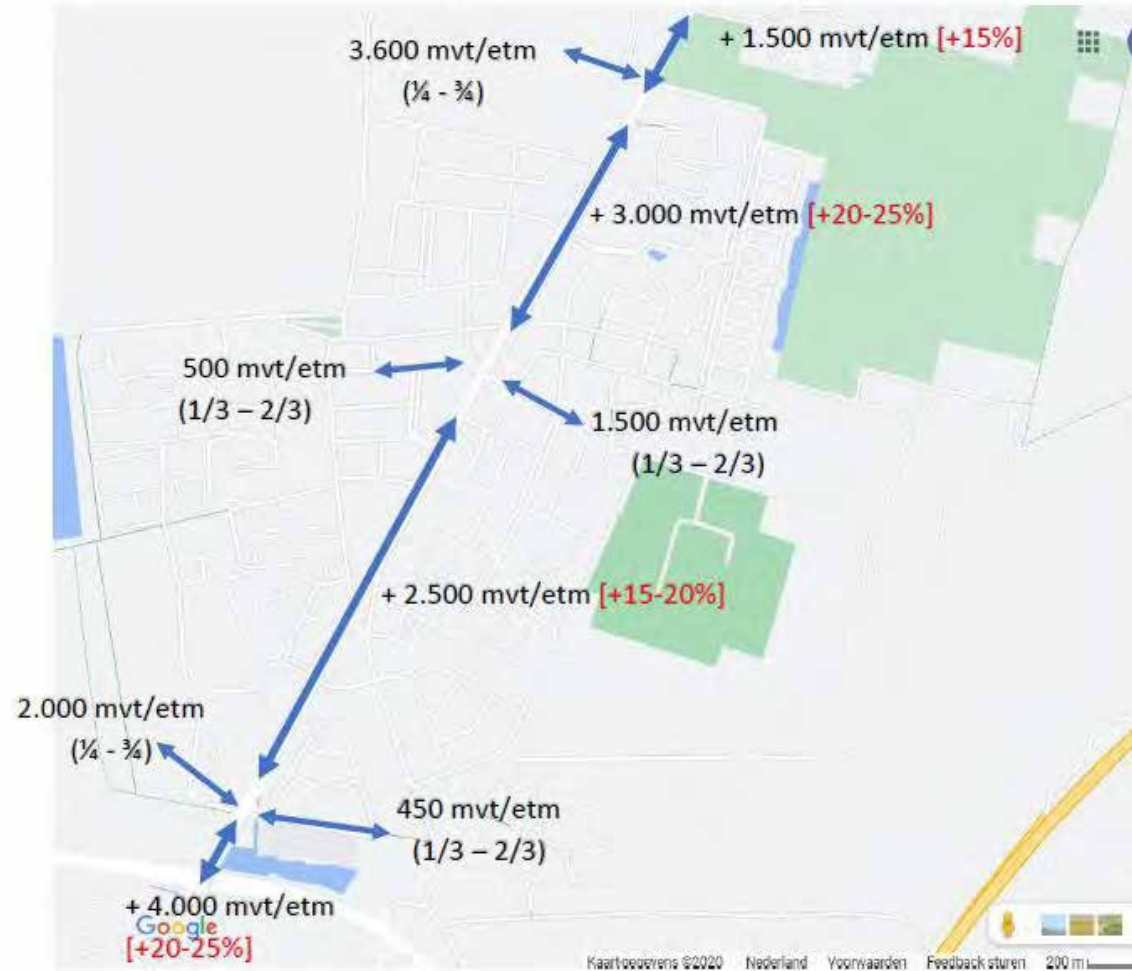 + 1.500 mvt/etm [+15%]
3.600 mvt/etm
(¼ - ¾)
+ 3.000 mvt/etm [+20-25%]
500 mvt/etm
(1/3 – 2/3)
1.500 mvt/etm
(1/3 – 2/3)
+ 2.500 mvt/etm [+15-20%]
2.000 mvt/etm
(¼ - ¾)
450 mvt/etm
(1/3 – 2/3)
+ 4.000 mvt/etm
Google
[+20-25%]
Kaartgegevens ©2020 Nederland Voorwaarden Feedback sturen 200 m